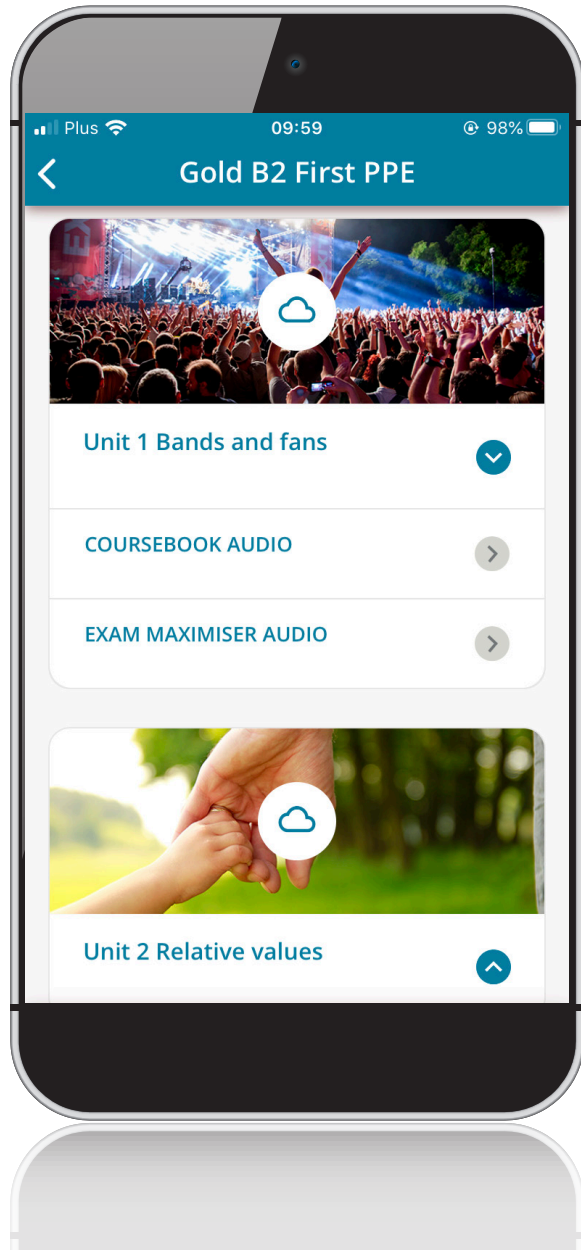 Plus 09:59 98%
Gold B2 First PPE
Unit 1 Bands and fans
COURSEBOOK AUDIO
EXAM MAXIMISER AUDIO
Unit 2 Relative values